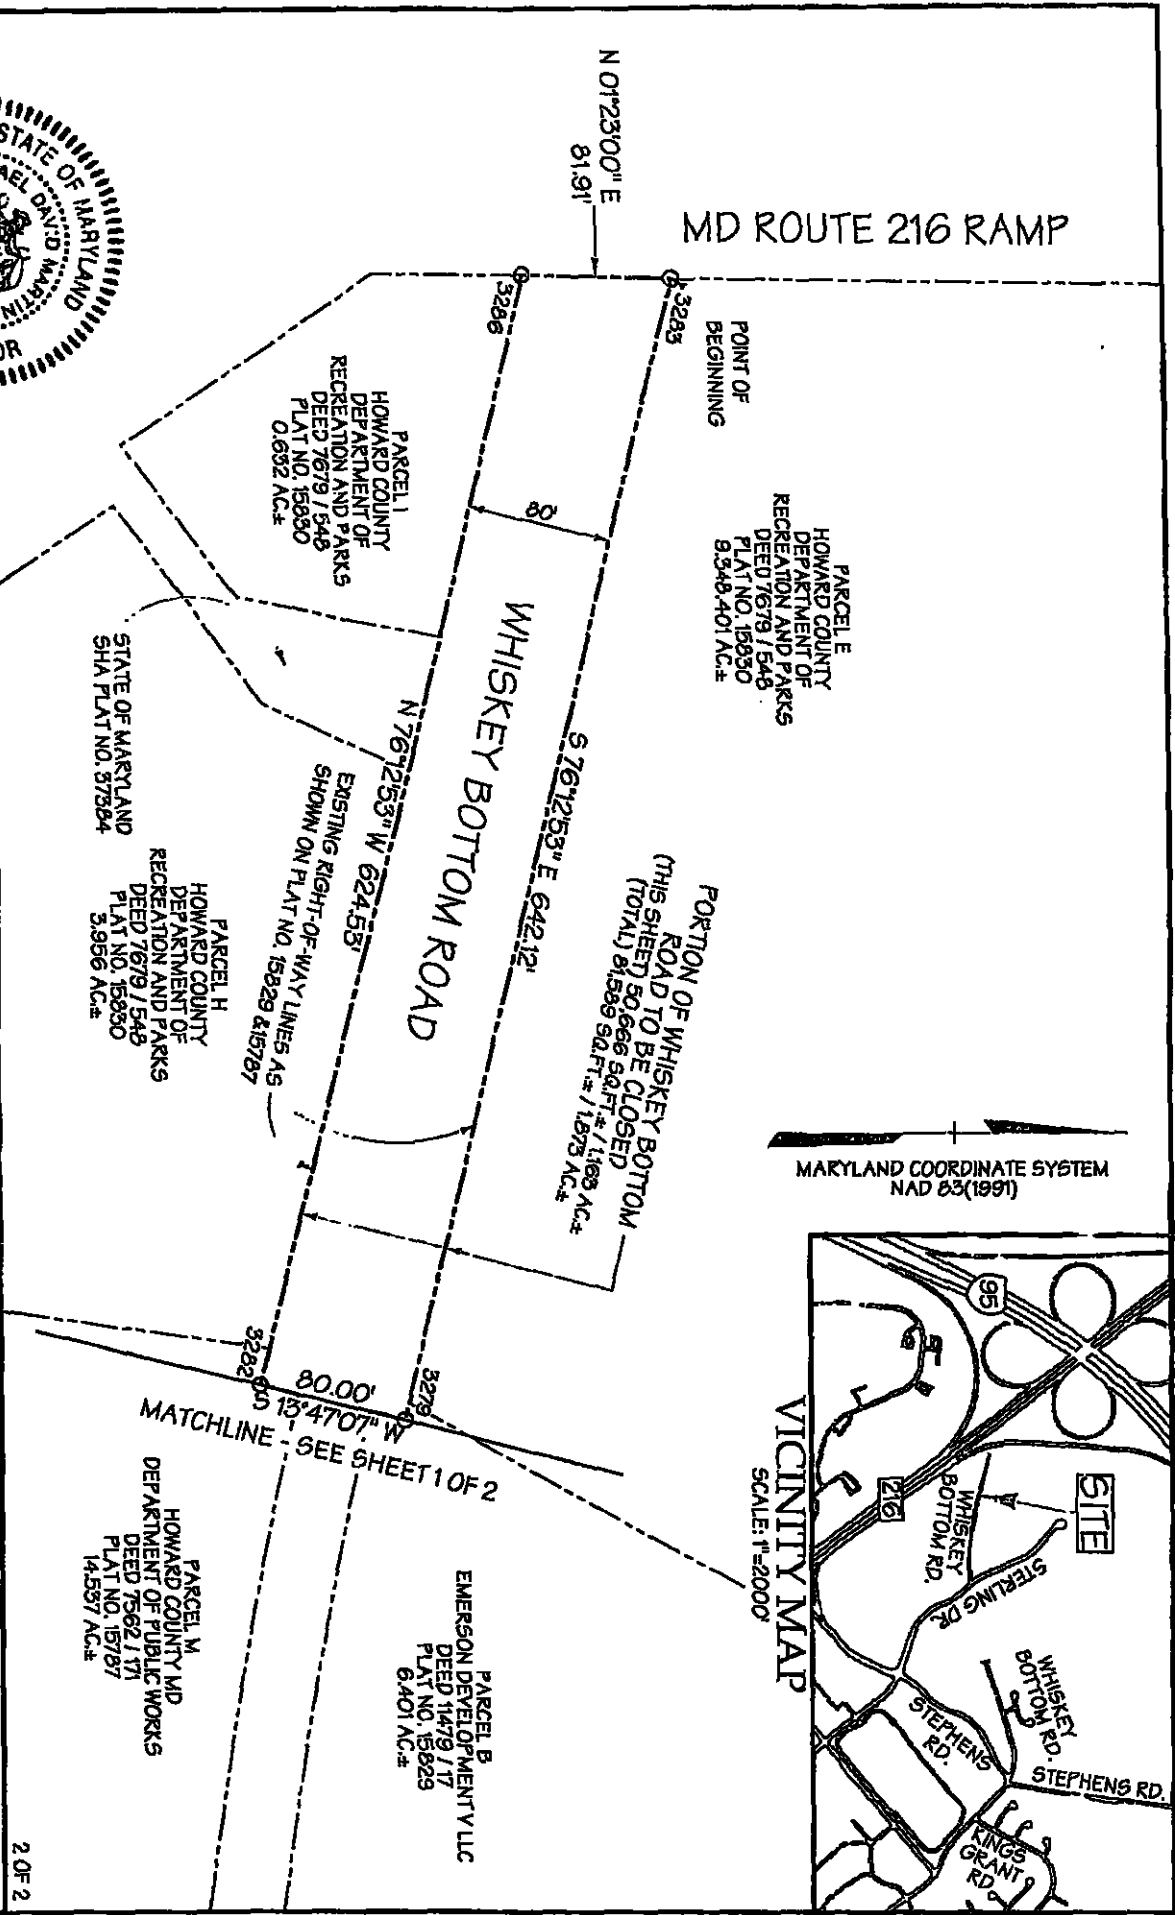 MD ROUTE 216 RAMP
N 01°23'00" E
81.91'
3283
3286
POINT OF
BEGINNING
PARCEL E
HOWARD COUNTY
DEPARTMENT OF
RECREATION AND PARKS
DEED 7679 / 548
PLAT NO. 15830
9.348.401 AC.±
PARCEL I
HOWARD COUNTY
DEPARTMENT OF
RECREATION AND PARKS
DEED 7679 / 548
PLAT NO. 15830
0.692 AC.±
80'
WHISKEY BOTTOM ROAD
S 76°12'53" E 642.12'
N 76°12'53" W 624.53'
PORTION OF WHISKEY BOTTOM
ROAD TO BE CLOSED
(THIS SHEET) 50,666 SQ.FT.± / 1.163 AC.±
(TOTAL) 81,589 SQ.FT.± / 1.873 AC.±
EXISTING RIGHT-OF-WAY LINES AS
SHOWN ON PLAT NO. 15829 & 15787
STATE OF MARYLAND
SHA PLAT NO. 57384
PARCEL H
HOWARD COUNTY
DEPARTMENT OF
RECREATION AND PARKS
DEED 7679 / 548
PLAT NO. 15830
3.956 AC.±
3282
3279
80.00'
S 13°47'07" W
MATCHLINE - SEE SHEET 1 OF 2
PARCEL M
HOWARD COUNTY MD
DEPARTMENT OF PUBLIC WORKS
DEED 7562 / 171
PLAT NO. 15787
14.537 AC.±
PARCEL B
EMERSON DEVELOPMENT V LLC
DEED 11479 / 17
PLAT NO. 15829
6.401 AC.±
MARYLAND COORDINATE SYSTEM
NAD 83(1991)
95
216
SITE
WHISKEY
BOTTOM RD.
STERLING DR.
WHISKEY
BOTTOM RD.
STEPHENS
RD.
STEPHENS RD.
KINGS
GRANT
RD.
VICINITY MAP
SCALE: 1"=2000'
STATE OF MARYLAND
DAVID MARTIN
2 OF 2